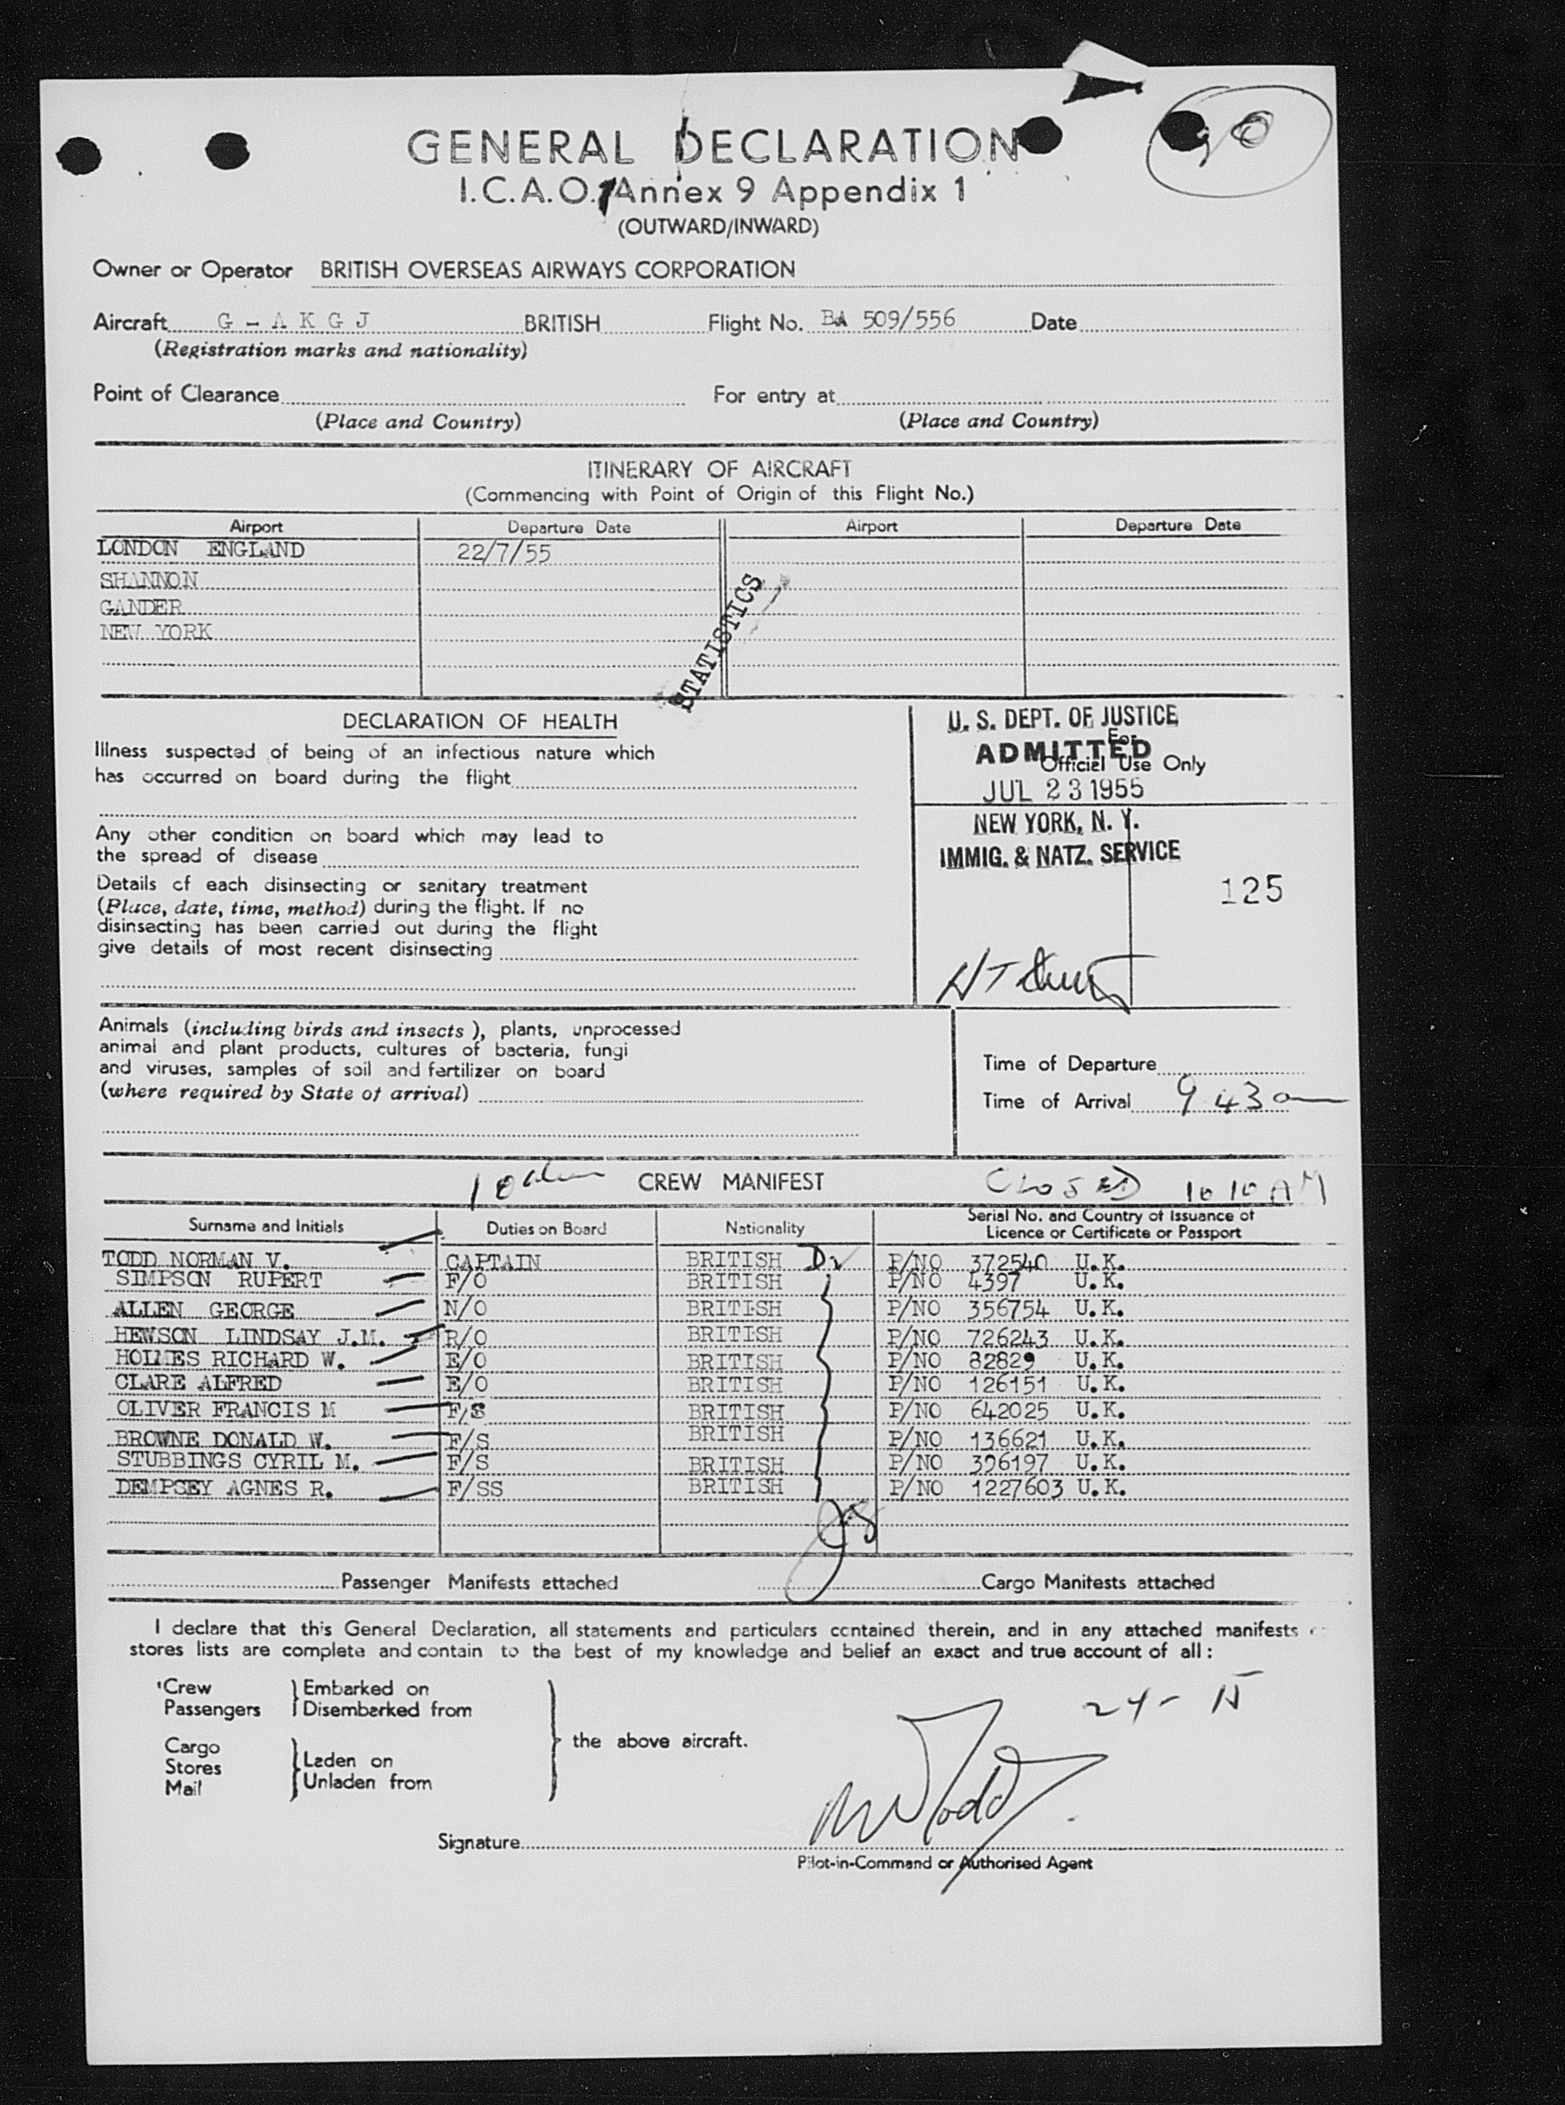 GENERAL DECLARATION
I.C.A.O. Annex 9 Appendix 1
(OUTWARD/INWARD)
Owner or Operator BRITISH OVERSEAS AIRWAYS CORPORATION
Aircraft G - A K G J BRITISH Flight No. BA 509/556 Date
(Registration marks and nationality)
Point of Clearance For entry at
(Place and Country) (Place and Country)
ITINERARY OF AIRCRAFT
(Commencing with Point of Origin of this Flight No.)
Airport Departure Date Airport Departure Date
LONDON ENGLAND 22/7/55
SHANNON
GANDER
NEW YORK
STATISTICS
DECLARATION OF HEALTH
Illness suspected of being of an infectious nature which
has occurred on board during the flight
Any other condition on board which may lead to
the spread of disease
Details of each disinsecting or sanitary treatment
(Place, date, time, method) during the flight. If no
disinsecting has been carried out during the flight
give details of most recent disinsecting
U. S. DEPT. OF JUSTICE
For
ADMITTED
Official Use Only
JUL 23 1955
NEW YORK, N. Y.
IMMIG. & NATZ. SERVICE
125
Animals (including birds and insects), plants, unprocessed
animal and plant products, cultures of bacteria, fungi
and viruses, samples of soil and fertilizer on board
(where required by State of arrival)
Time of Departure
Time of Arrival 9 43 a
CREW MANIFEST CLOSED 10 10 AM
Surname and Initials Duties on Board Nationality Serial No. and Country of Issuance of
Licence or Certificate or Passport
TODD NORMAN V. CAPTAIN BRITISH P/NO 372540 U.K.
SIMPSON RUPERT F/O BRITISH P/NO 4397 U.K.
ALLEN GEORGE N/O BRITISH P/NO 356754 U.K.
HEWSON LINDSAY J.M. R/O BRITISH P/NO 726243 U.K.
HOLMES RICHARD W. E/O BRITISH P/NO 82829 U.K.
CLARE ALFRED E/O BRITISH P/NO 126151 U.K.
OLIVER FRANCIS M F/S BRITISH P/NO 642025 U.K.
BROWNE DONALD W. F/S BRITISH P/NO 136621 U.K.
STUBBINGS CYRIL M. F/S BRITISH P/NO 396197 U.K.
DEMPSEY AGNES R. F/SS BRITISH P/NO 1227603 U.K.
Passenger Manifests attached Cargo Manifests attached
I declare that this General Declaration, all statements and particulars contained therein, and in any attached manifests
stores lists are complete and contain to the best of my knowledge and belief an exact and true account of all :
Crew Embarked on
Passengers Disembarked from
the above aircraft.
Cargo
Stores Laden on
Mail Unladen from
Todd
Signature
Pilot-in-Command or Authorised Agent